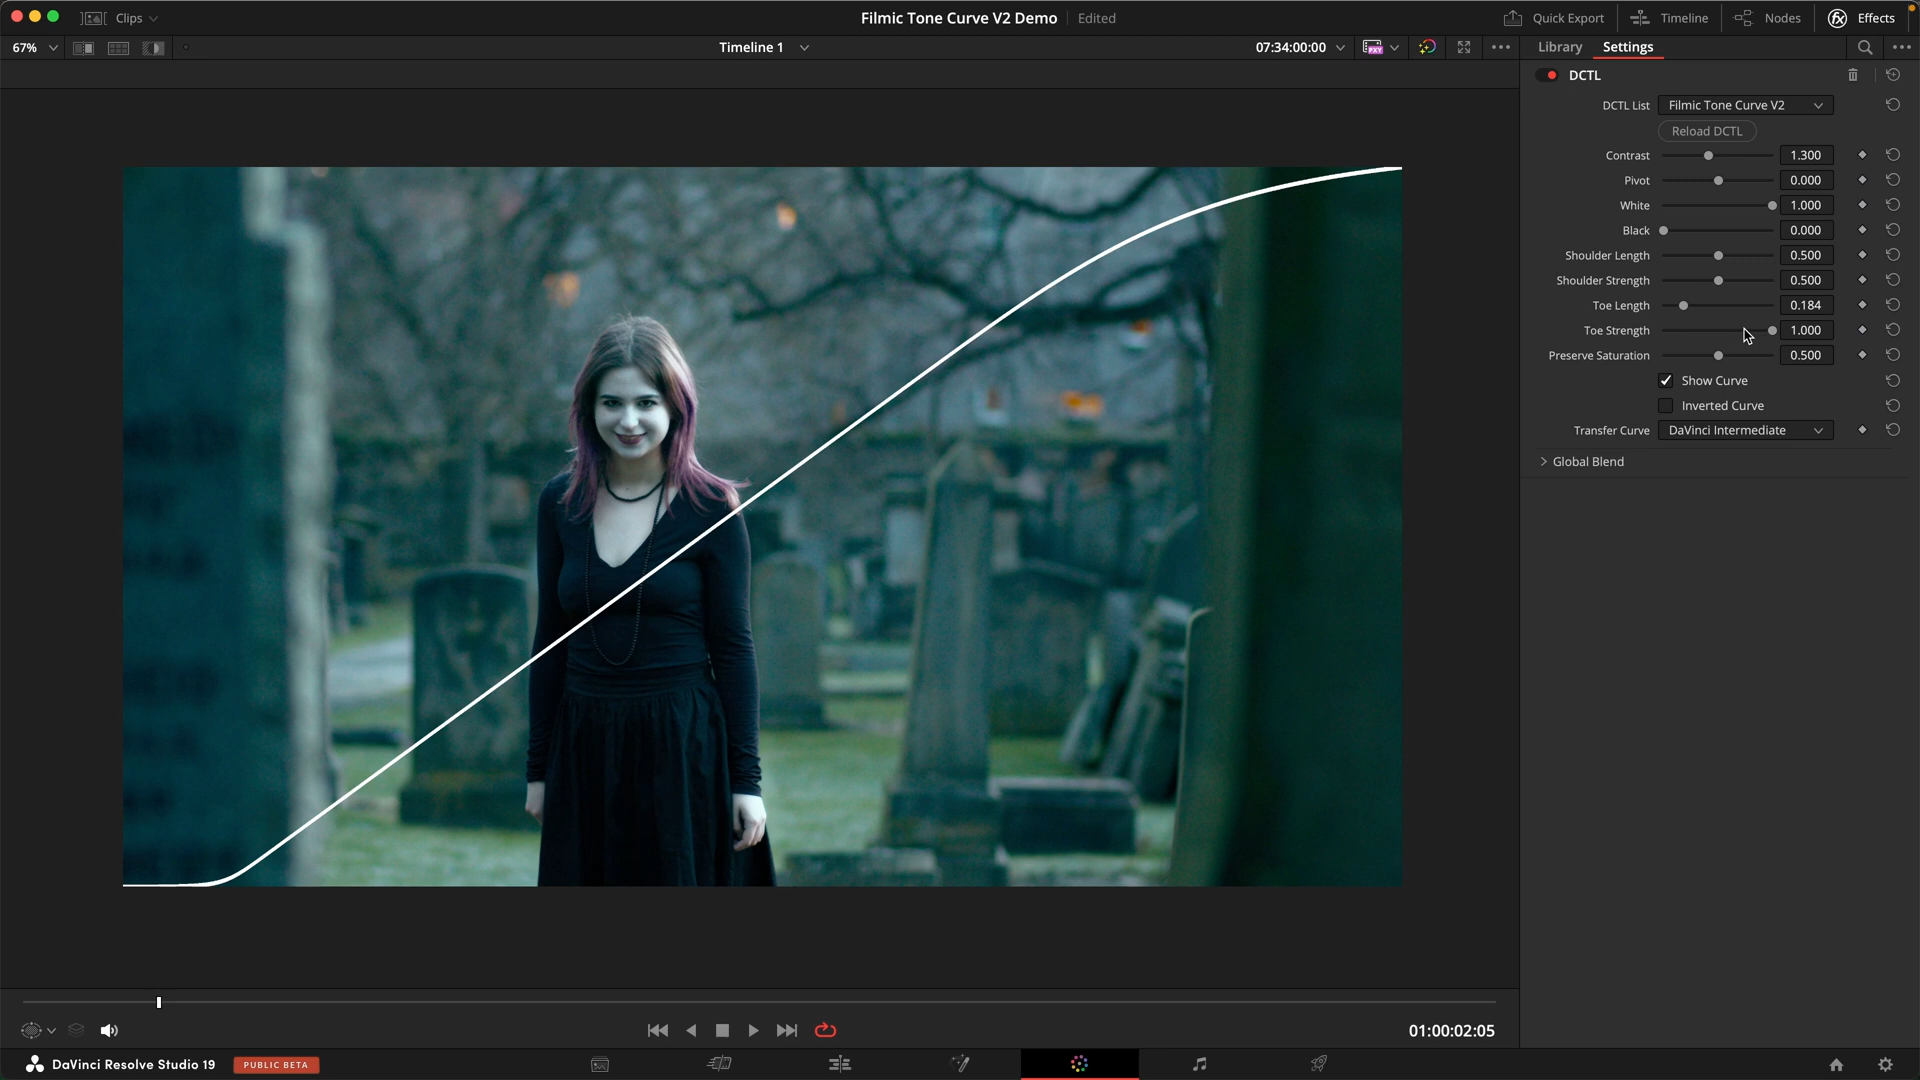 Clips
Filmic Tone Curve V2 Demo
Edited
Quick Export
Timeline
Nodes
Effects
67%
Timeline 1
07:34:00:00
PXY
Library
Settings
DCTL
DCTL List
Filmic Tone Curve V2
Reload DCTL
Contrast
1.300
Pivot
0.000
White
1.000
Black
0.000
Shoulder Length
0.500
Shoulder Strength
0.500
Toe Length
0.184
Toe Strength
1.000
Preserve Saturation
0.500
Show Curve
Inverted Curve
Transfer Curve
DaVinci Intermediate
Global Blend
01:00:02:05
DaVinci Resolve Studio 19
PUBLIC BETA